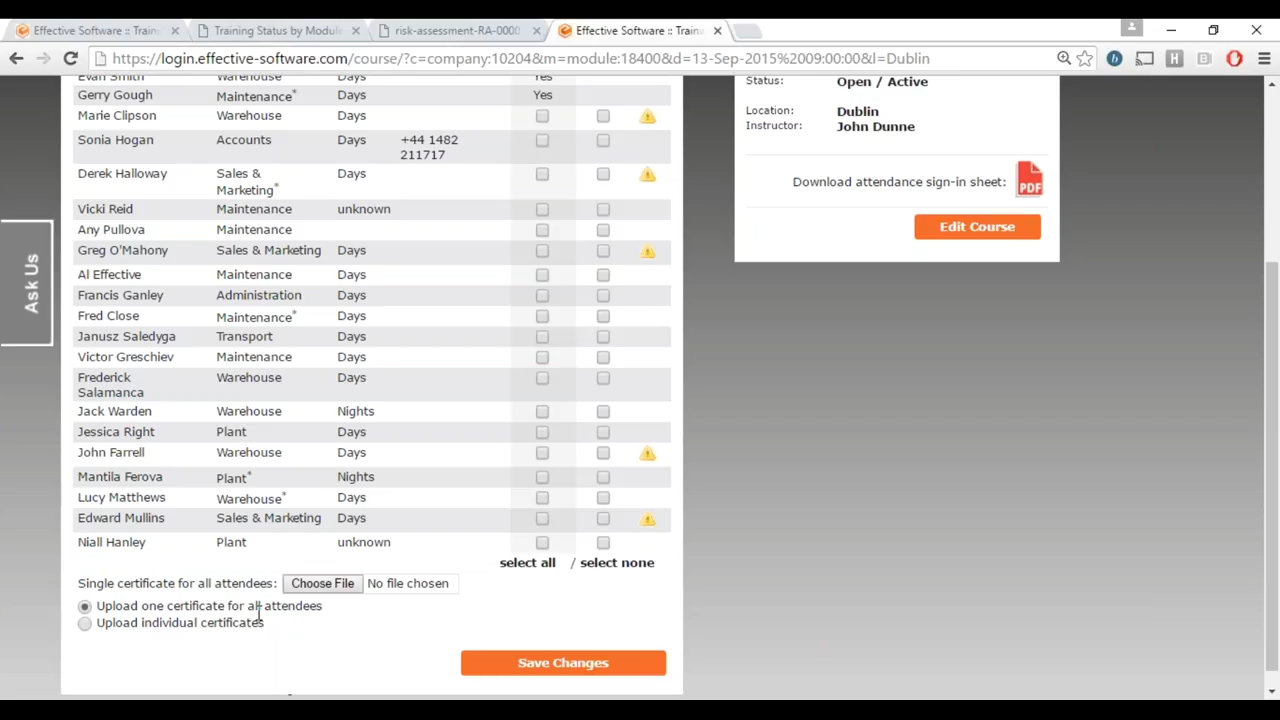 Effective Software :: Traini
Training Status by Module
risk-assessment-RA-0000
Effective Software :: Traini
https://login.effective-software.com/course/?c=company:10204&m=module:18400&d=13-Sep-2015%2009:00:00&l=Dublin
Evan Smith Warehouse Days Yes
Gerry Gough Maintenance* Days Yes
Marie Clipson Warehouse Days
Sonia Hogan Accounts Days +44 1482
211717
Derek Halloway Sales & Days
Marketing*
Vicki Reid Maintenance unknown
Any Pullova Maintenance
Greg O'Mahony Sales & Marketing Days
Al Effective Maintenance Days
Francis Ganley Administration Days
Fred Close Maintenance* Days
Janusz Saledyga Transport Days
Victor Greschiev Maintenance Days
Frederick Warehouse Days
Salamanca
Jack Warden Warehouse Nights
Jessica Right Plant Days
John Farrell Warehouse Days
Mantila Ferova Plant* Nights
Lucy Matthews Warehouse* Days
Edward Mullins Sales & Marketing Days
Niall Hanley Plant unknown
select all / select none
Single certificate for all attendees: Choose File No file chosen
Upload one certificate for all attendees
Upload individual certificates
Save Changes
Status: Open / Active
Location: Dublin
Instructor: John Dunne
Download attendance sign-in sheet: PDF
Edit Course
Ask Us